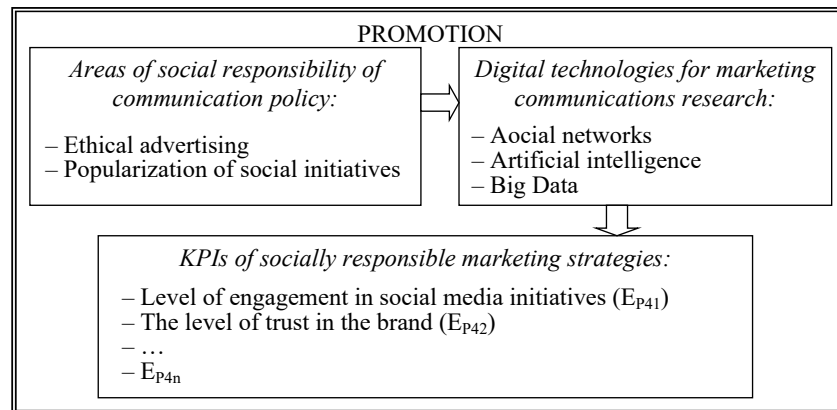 PROMOTION
Areas of social responsibility of
communication policy:
– Ethical advertising
– Popularization of social initiatives
Digital technologies for marketing
communications research:
– Aocial networks
– Artificial intelligence
– Big Data
KPIs of socially responsible marketing strategies:
– Level of engagement in social media initiatives (EP41)
– The level of trust in the brand (EP42)
– …
– EP4n